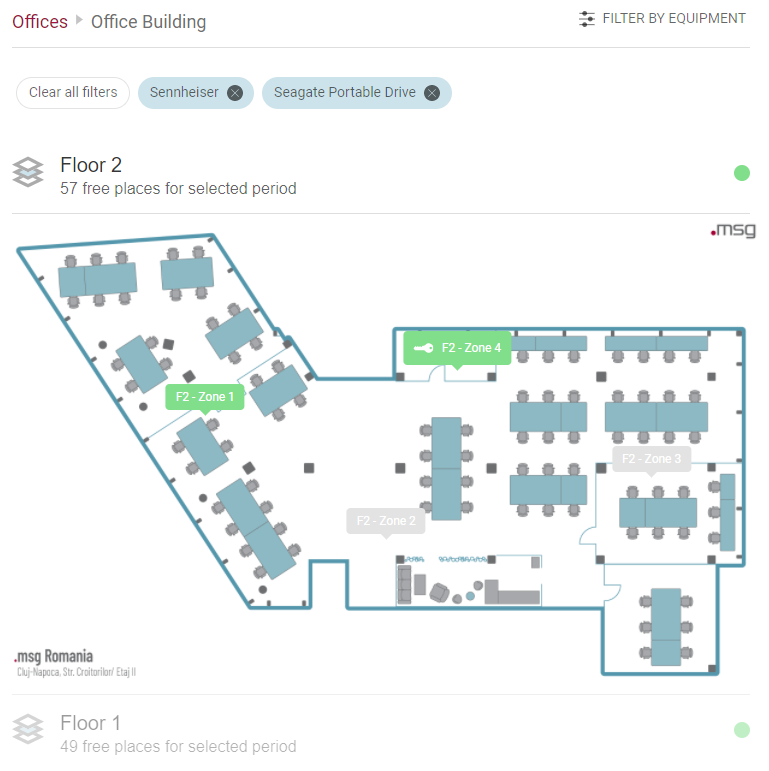 Offices Office Building
FILTER BY EQUIPMENT
Clear all filters
Sennheiser
Seagate Portable Drive
Floor 2
57 free places for selected period
.msg
F2 - Zone 4
F2 - Zone 1
F2 - Zone 3
F2 - Zone 2
.msg Romania
Cluj-Napoca, Str. Croitorilor/ Etaj II
Floor 1
49 free places for selected period